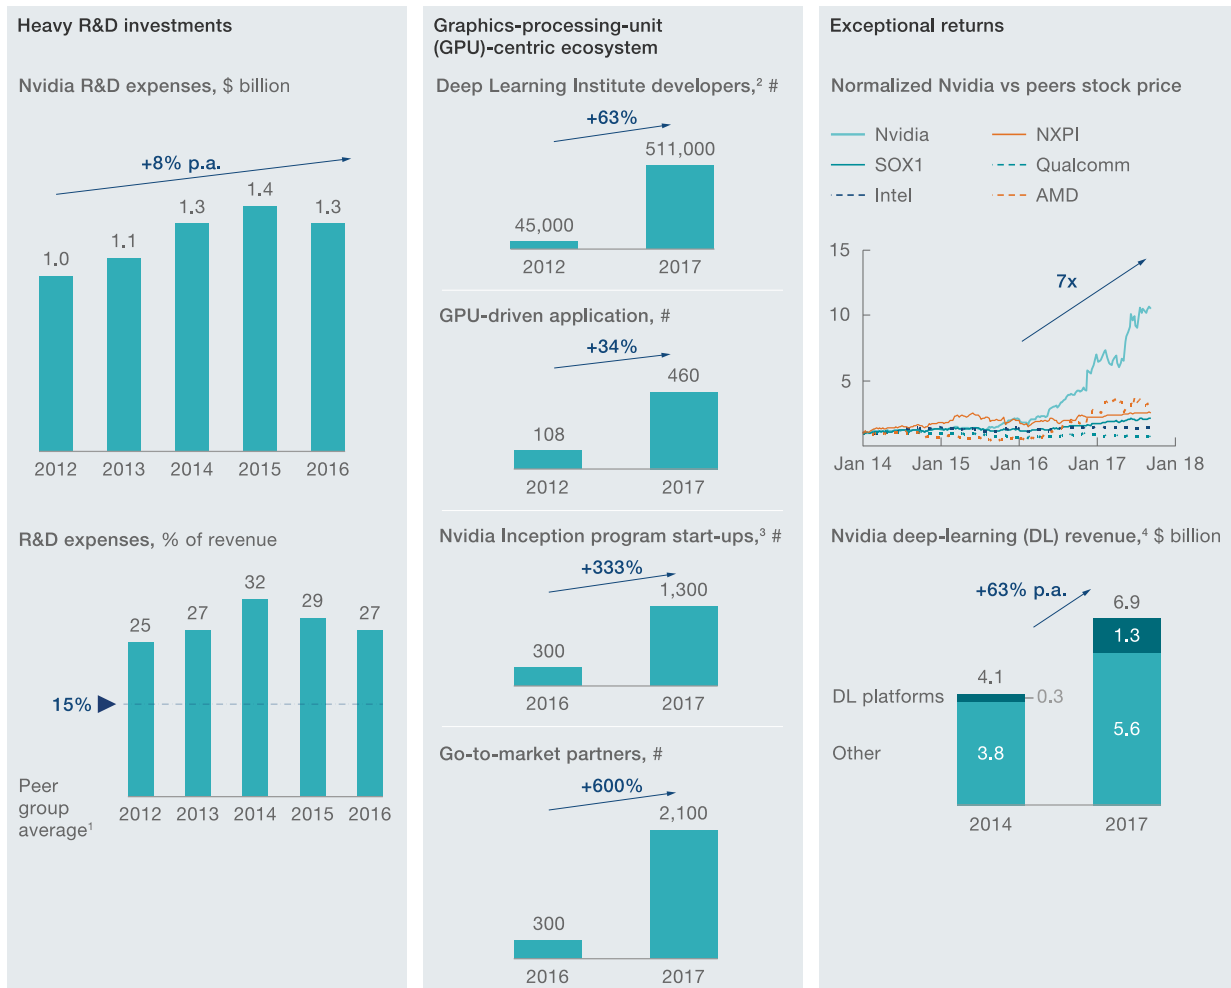 Heavy R&D investments
Nvidia R&D expenses, $ billion
+8% p.a.
1.0
1.1
1.3
1.4
1.3
2012
2013
2014
2015
2016
R&D expenses, % of revenue
25
27
32
29
27
15%
Peer
group
average¹
2012
2013
2014
2015
2016
Graphics-processing-unit
(GPU)-centric ecosystem
Deep Learning Institute developers,² #
+63%
45,000
511,000
2012
2017
GPU-driven application, #
+34%
108
460
2012
2017
Nvidia Inception program start-ups,³ #
+333%
300
1,300
2016
2017
Go-to-market partners, #
+600%
300
2,100
2016
2017
Exceptional returns
Normalized Nvidia vs peers stock price
Nvidia
NXPI
SOX1
Qualcomm
Intel
AMD
15
10
5
7x
Jan 14
Jan 15
Jan 16
Jan 17
Jan 18
Nvidia deep-learning (DL) revenue,⁴ $ billion
+63% p.a.
6.9
1.3
4.1
DL platforms
0.3
5.6
Other
3.8
2014
2017